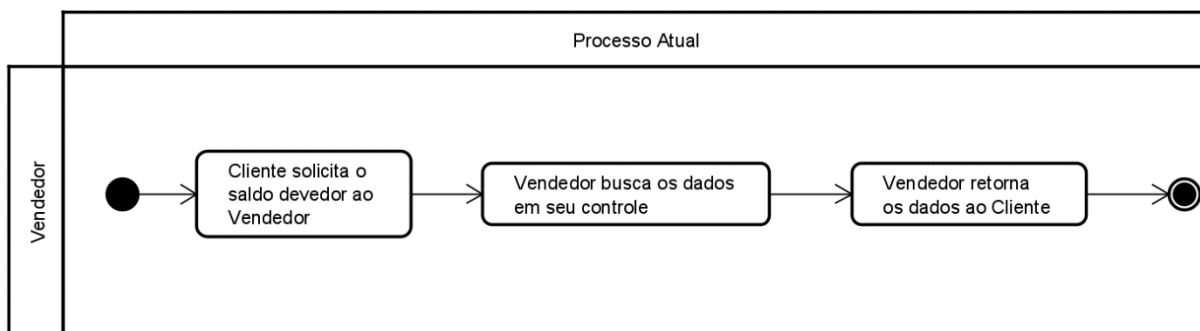 Processo Atual
Vendedor
Cliente solicita o
saldo devedor ao
Vendedor
Vendedor busca os dados
em seu controle
Vendedor retorna
os dados ao Cliente